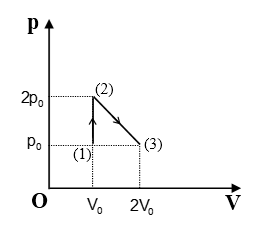 p
2p₀ (2)
p₀ (1) (3)
O V₀ 2V₀ V